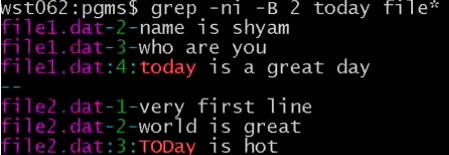 wst062:pgms$ grep -ni -B 2 today file*
file1.dat-2-name is shyam
file1.dat-3-who are you
file1.dat:4:today is a great day
--
file2.dat-1-very first line
file2.dat-2-world is great
file2.dat:3:TODay is hot